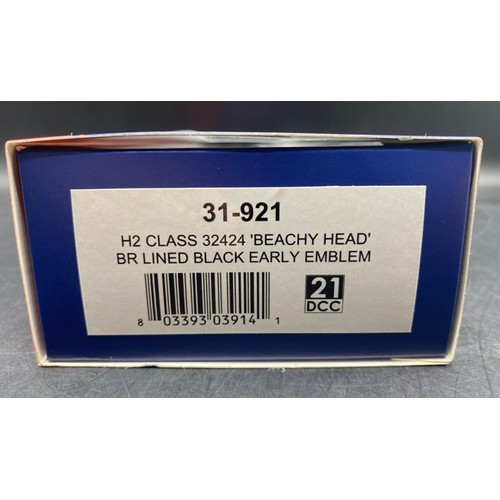 31-921
H2 CLASS 32424 'BEACHY HEAD'
BR LINED BLACK EARLY EMBLEM
21
DCC
8 03393 03914 1